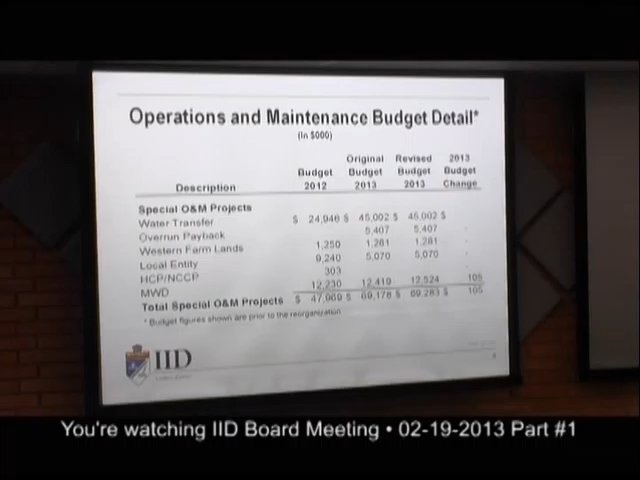 Operations and Maintenance Budget Detail*
(In $000)
Description Budget 2012 Original Budget 2013 Revised Budget 2013 2013 Budget Change
Special O&M Projects
Water Transfer $ 24,946 $ 45,002 $ 45,002 $
Overrun Payback 5,407 5,407 -
Western Farm Lands 1,250 1,281 1,281 -
Local Entity 9,240 5,070 5,070 -
HCP/NCCP 303
MWD 12,230 12,419 12,524 105
Total Special O&M Projects $ 47,969 $ 69,178 $ 69,283 $ 105
* Budget figures shown are prior to the reorganization
IID
You're watching IID Board Meeting • 02-19-2013 Part #1